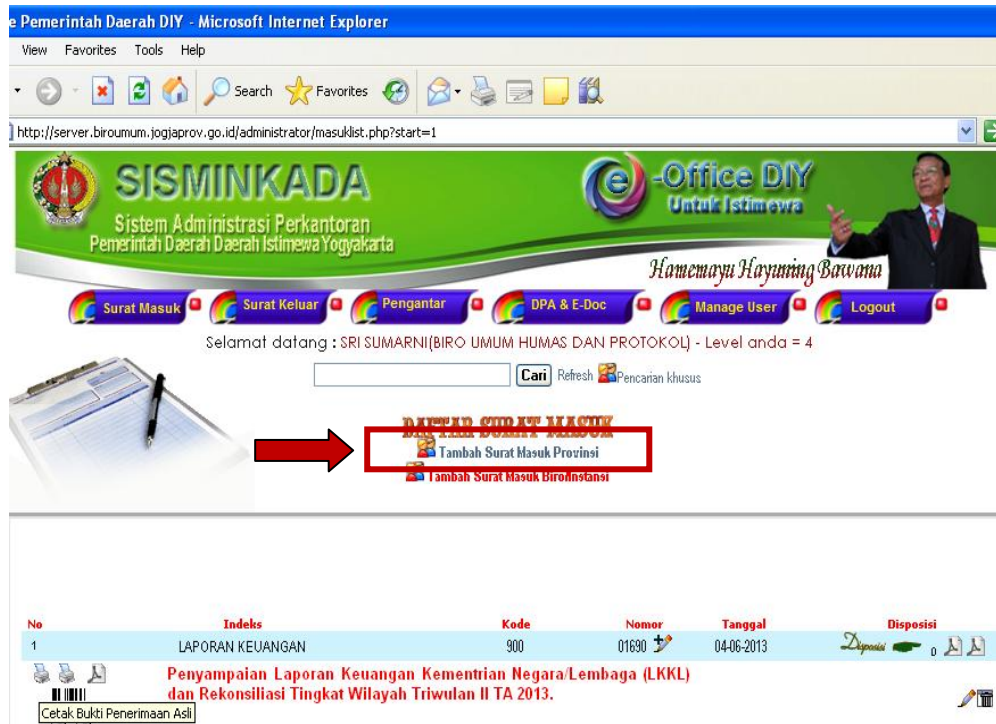 e Pemerintah Daerah DIY - Microsoft Internet Explorer
View Favorites Tools Help
Search Favorites
http://server.biroumum.jogjaprov.go.id/administrator/masuklist.php?start=1
SISMINKADA
Sistem Administrasi Perkantoran
Pemerintah Daerah Daerah Istimewa Yogyakarta
e -Office DIY
Untuk Istimewa
Hamemayu Hayuning Bawana
Surat Masuk Surat Keluar Pengantar DPA & E-Doc Manage User Logout
Selamat datang : SRI SUMARNI(BIRO UMUM HUMAS DAN PROTOKOL) - Level anda = 4
Cari Refresh Pencarian khusus
DAFTAR SURAT MASUK
Tambah Surat Masuk Provinsi
Tambah Surat Masuk Biro/Instansi
No Indeks Kode Nomor Tanggal Disposisi
1 LAPORAN KEUANGAN 900 01690 04-06-2013 Disposisi 0
Penyampaian Laporan Keuangan Kementrian Negara/Lembaga (LKKL)
dan Rekonsiliasi Tingkat Wilayah Triwulan II TA 2013.
Cetak Bukti Penerimaan Asli